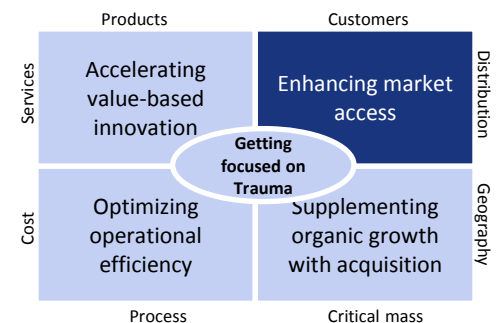 Products
Customers
Services
Accelerating
value-based
innovation
Enhancing market
access
Distribution
Getting
focused on
Trauma
Cost
Optimizing
operational
efficiency
Supplementing
organic growth
with acquisition
Geography
Process
Critical mass